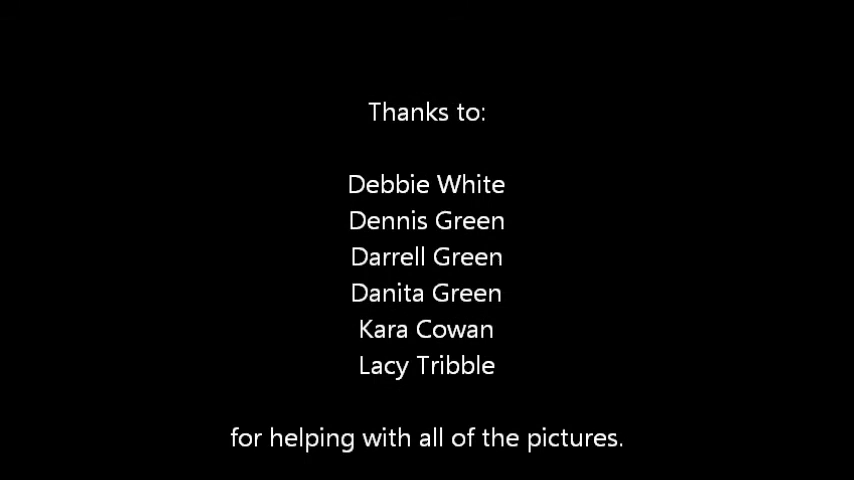 Thanks to:
Debbie White
Dennis Green
Darrell Green
Danita Green
Kara Cowan
Lacy Tribble
for helping with all of the pictures.